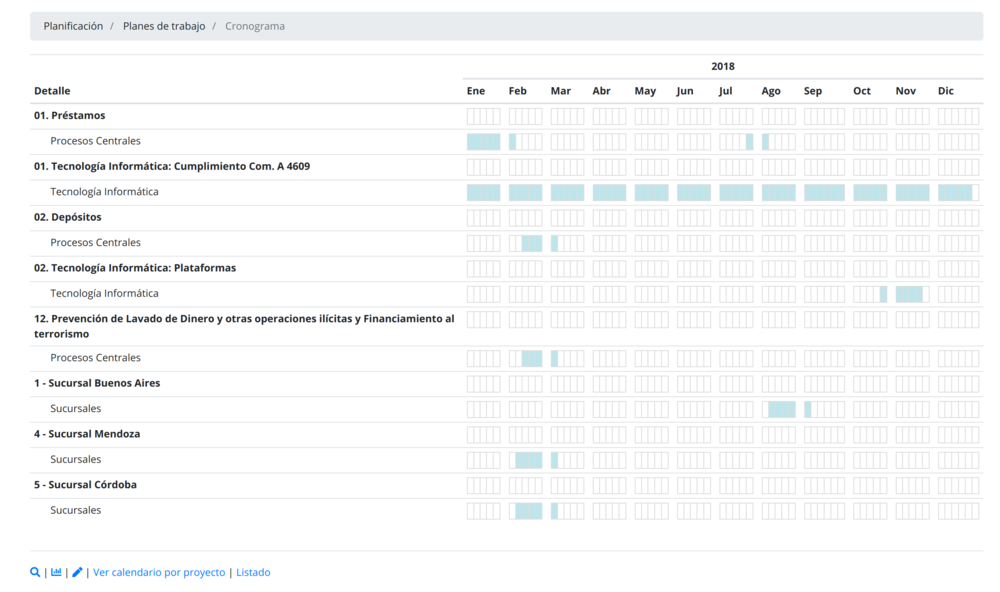 Planificación / Planes de trabajo / Cronograma
2018
Detalle Ene Feb Mar Abr May Jun Jul Ago Sep Oct Nov Dic
01. Préstamos
Procesos Centrales
01. Tecnología Informática: Cumplimiento Com. A 4609
Tecnología Informática
02. Depósitos
Procesos Centrales
02. Tecnología Informática: Plataformas
Tecnología Informática
12. Prevención de Lavado de Dinero y otras operaciones ilícitas y Financiamiento al
terrorismo
Procesos Centrales
1 - Sucursal Buenos Aires
Sucursales
4 - Sucursal Mendoza
Sucursales
5 - Sucursal Córdoba
Sucursales
| | | Ver calendario por proyecto | Listado